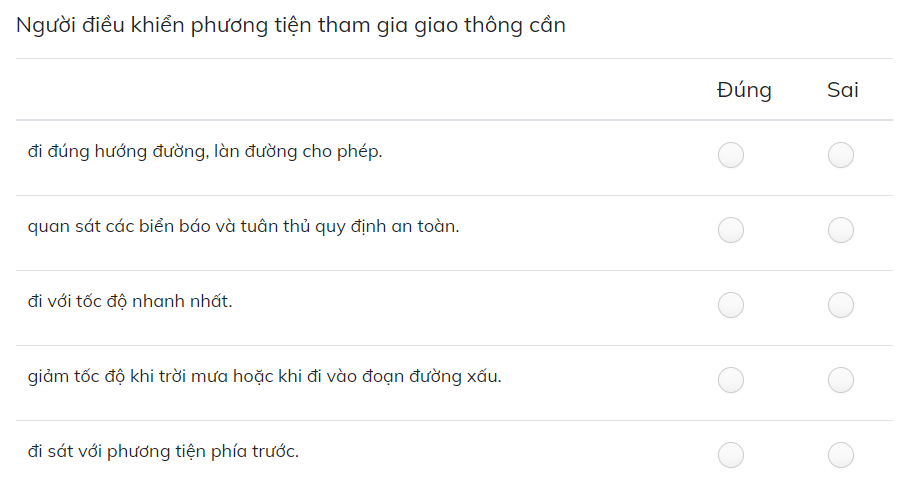 Người điều khiển phương tiện tham gia giao thông cần
Đúng Sai
đi đúng hướng đường, làn đường cho phép.
quan sát các biển báo và tuân thủ quy định an toàn.
đi với tốc độ nhanh nhất.
giảm tốc độ khi trời mưa hoặc khi đi vào đoạn đường xấu.
đi sát với phương tiện phía trước.